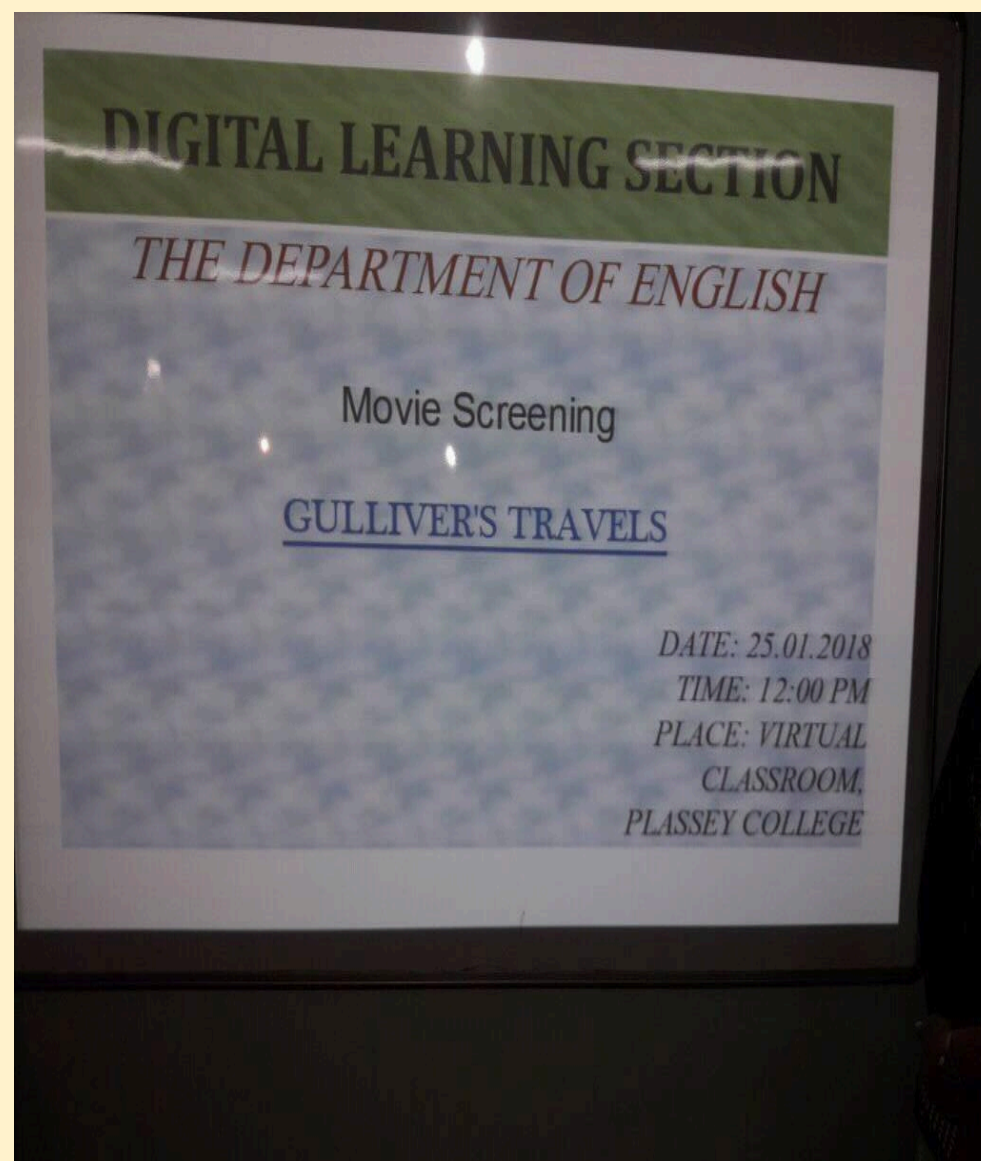 DIGITAL LEARNING SECTION
THE DEPARTMENT OF ENGLISH
Movie Screening
GULLIVER'S TRAVELS
DATE: 25.01.2018
TIME: 12:00 PM
PLACE: VIRTUAL
CLASSROOM,
PLASSEY COLLEGE